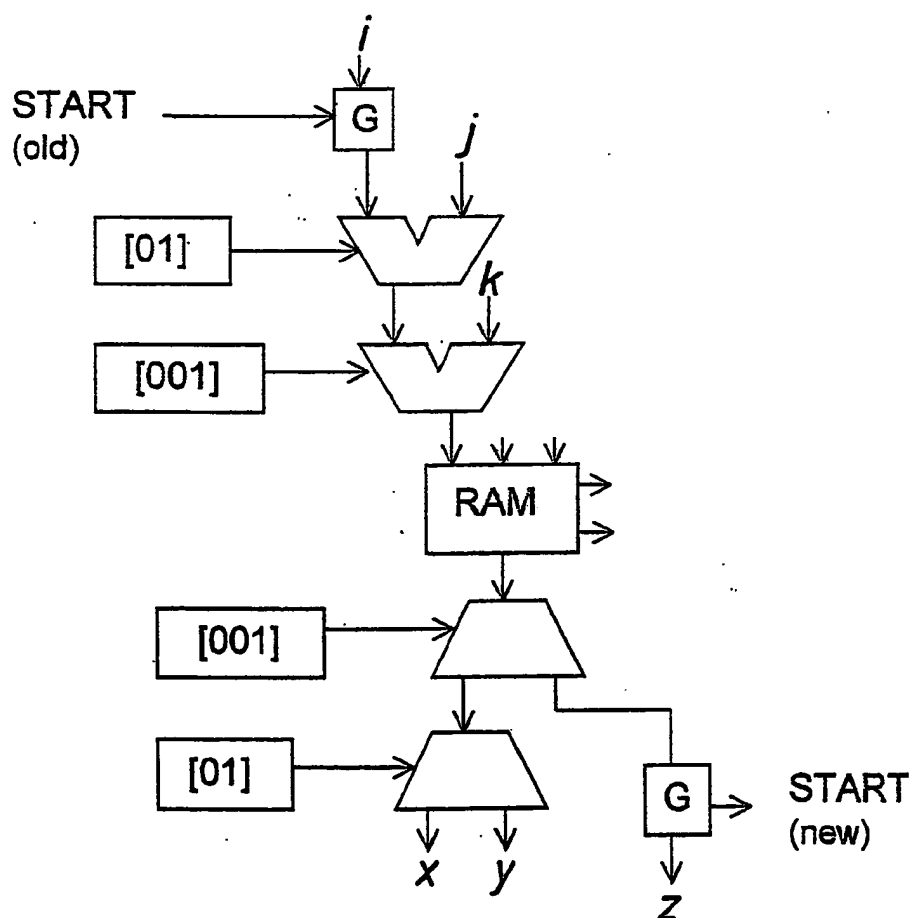 i
START
(old)
G
j
[01]
k
[001]
RAM
[001]
[01]
G
START
(new)
x
y
z